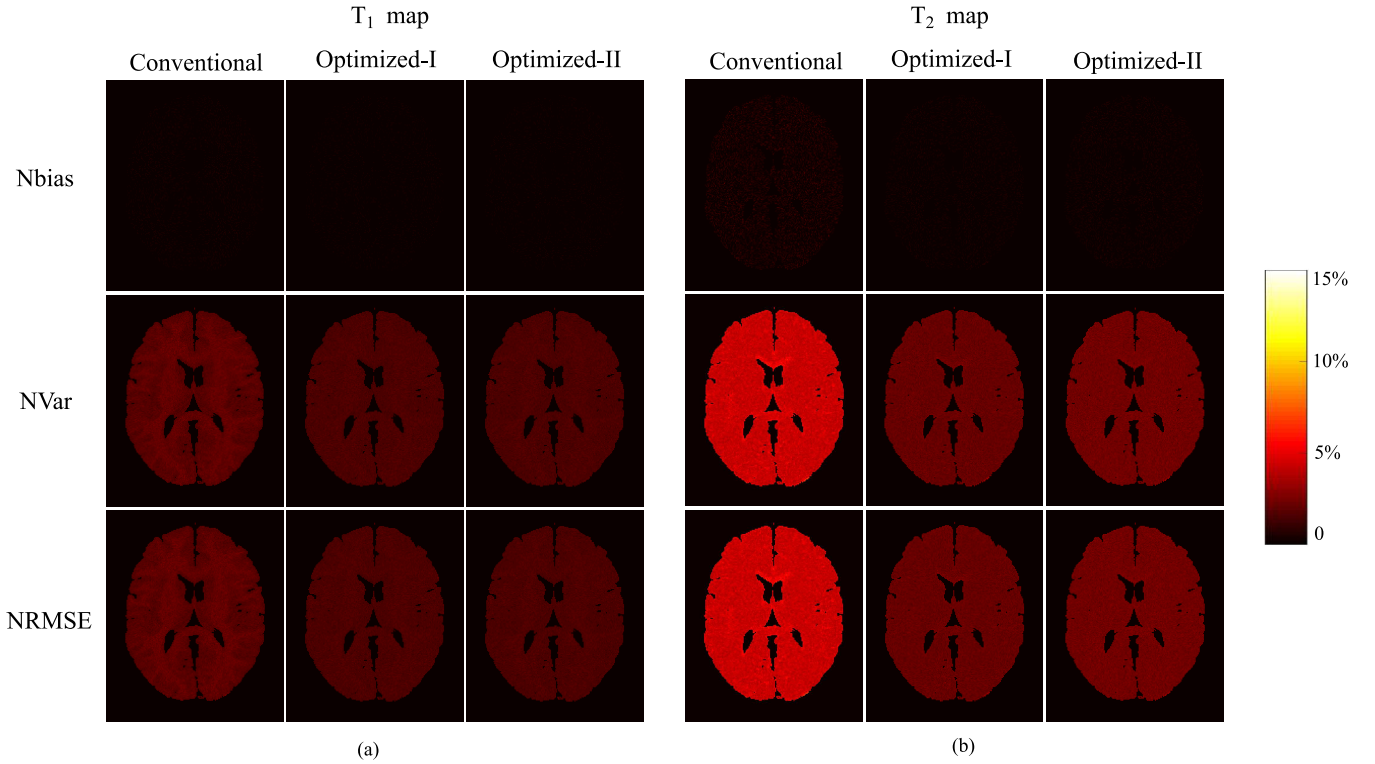 T₁ map
T₂ map
Conventional
Optimized-I
Optimized-II
Conventional
Optimized-I
Optimized-II
Nbias
NVar
NRMSE
15%
10%
5%
0
(a)
(b)